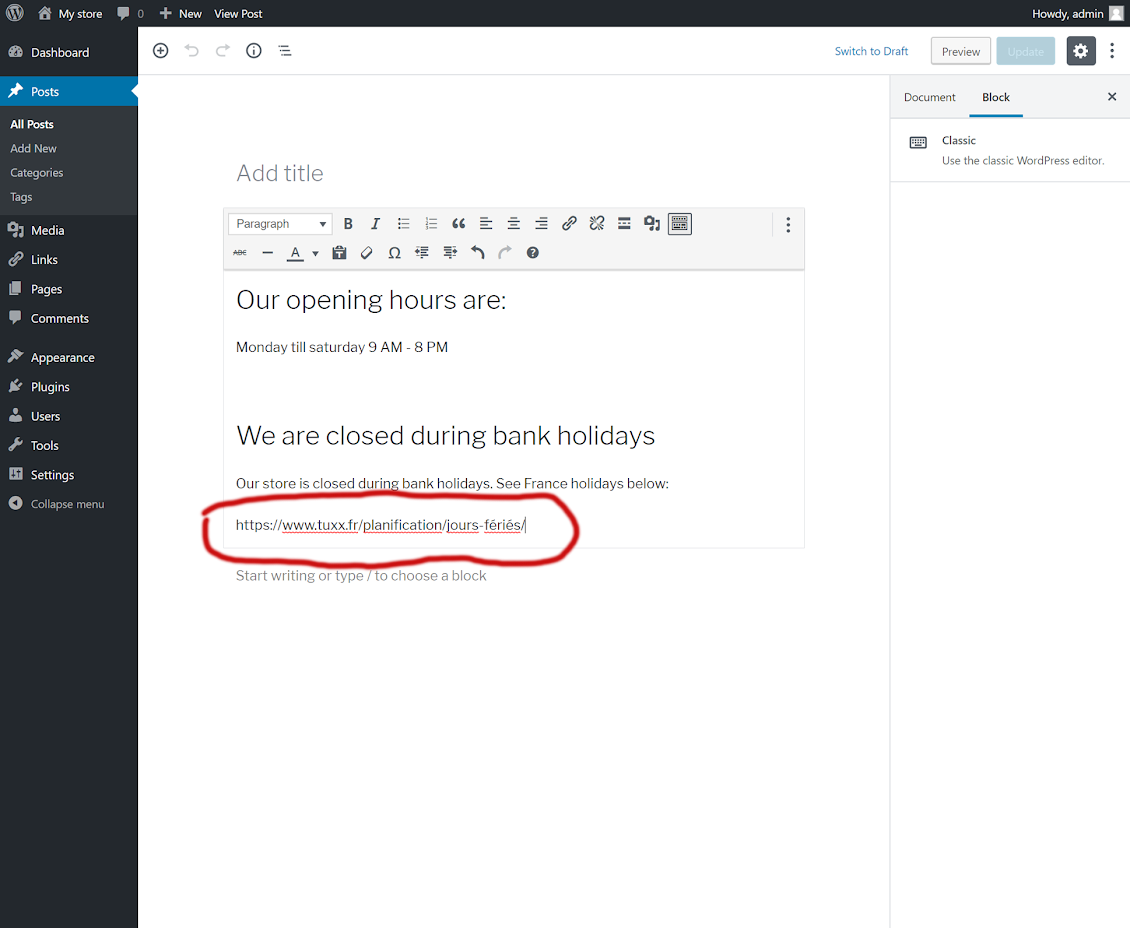 My store
0
New
View Post
Howdy, admin
Dashboard
Posts
All Posts
Add New
Categories
Tags
Media
Links
Pages
Comments
Appearance
Plugins
Users
Tools
Settings
Collapse menu
Switch to Draft
Preview
Update
Document
Block
Classic
Use the classic WordPress editor.
Add title
Paragraph
B I
ABC A Ω
Our opening hours are:
Monday till saturday 9 AM - 8 PM
We are closed during bank holidays
Our store is closed during bank holidays. See France holidays below:
https://www.tuxx.fr/planification/jours-fériés/
Start writing or type / to choose a block